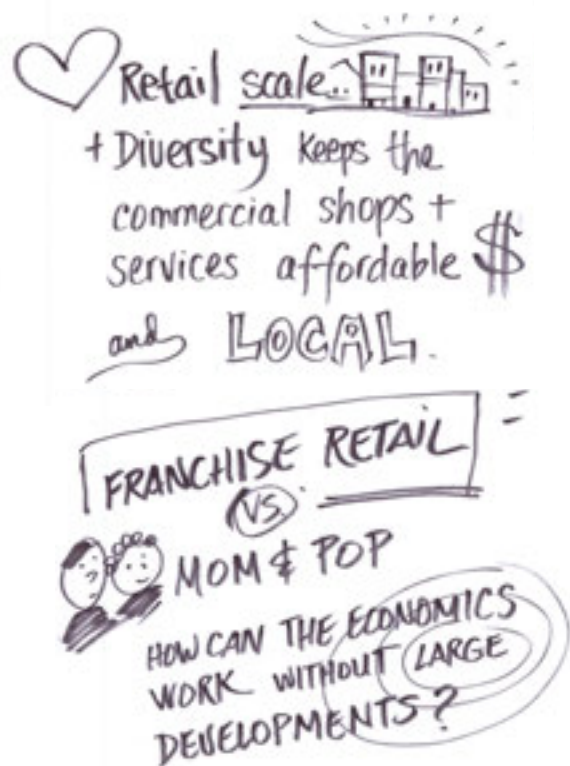 Retail scale..
+ Diversity keeps the
commercial shops +
services affordable $
and LOCAL.
FRANCHISE RETAIL
VS.
MOM & POP
HOW CAN THE ECONOMICS
WORK WITHOUT LARGE
DEVELOPMENTS?